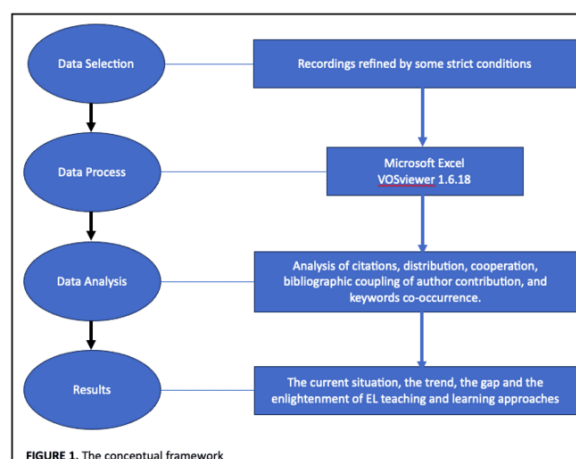 Data Selection
Recordings refined by some strict conditions
Data Process
Microsoft Excel
VOSviewer 1.6.18
Data Analysis
Analysis of citations, distribution, cooperation,
bibliographic coupling of author contribution, and
keywords co-occurrence.
Results
The current situation, the trend, the gap and the
enlightenment of EL teaching and learning approaches
FIGURE 1. The conceptual framework